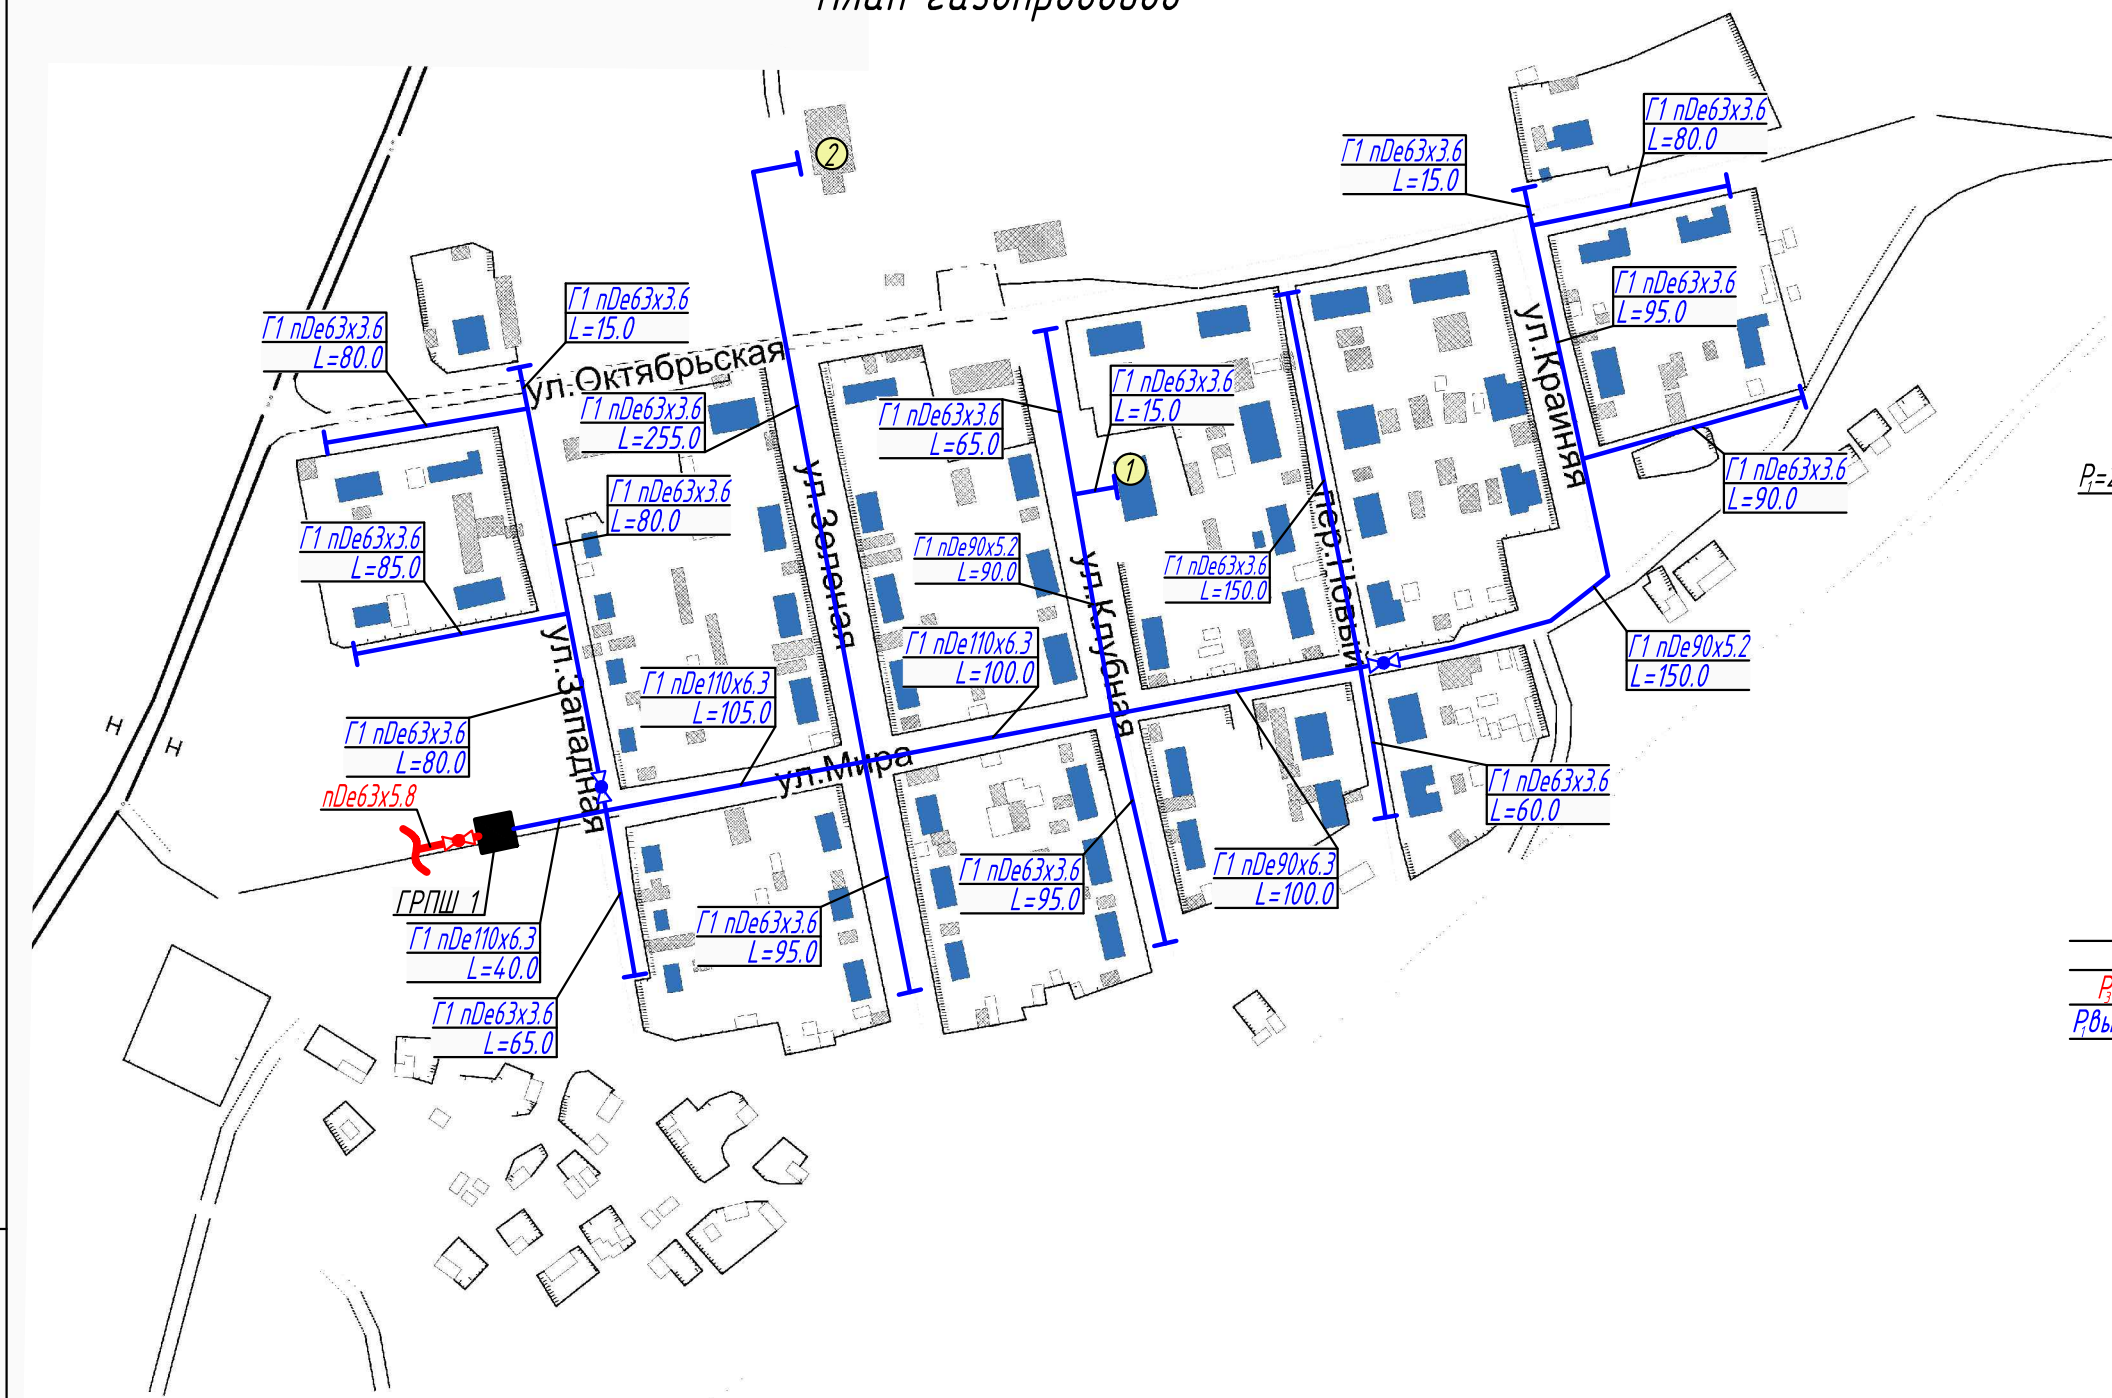 План газопроводов
2
Г1 пDe63x3.6
L=80.0
Г1 пDe63x3.6
L=15.0
Г1 пDe63x3.6
L=15.0
Г1 пDe63x3.6
L=80.0
Г1 пDe63x3.6
L=95.0
ул.Октябрьская
Г1 пDe63x3.6
L=255.0
Г1 пDe63x3.6
L=65.0
Г1 пDe63x3.6
L=15.0
ул.Крайняя
1
Г1 пDe63x3.6
L=90.0
Г1 пDe63x3.6
L=80.0
Г1 пDe63x3.6
L=85.0
ул.Зеленая
Г1 пDe90x5.2
L=90.0
ул.Клубная
Г1 пDe63x3.6
L=150.0
пер.Новый
Г1 пDe110x6.3
L=100.0
Г1 пDe90x5.2
L=150.0
ул.Западная
Г1 пDe110x6.3
L=105.0
Г1 пDe63x3.6
L=80.0
Н
Н
ул.Мира
пDe63x5.8
Г1 пDe63x3.6
L=60.0
Г1 пDe63x3.6
L=95.0
Г1 пDe90x6.3
L=100.0
ГРПШ 1
Г1 пDe110x6.3
L=40.0
Г1 пDe63x3.6
L=95.0
Г1 пDe63x3.6
L=65.0